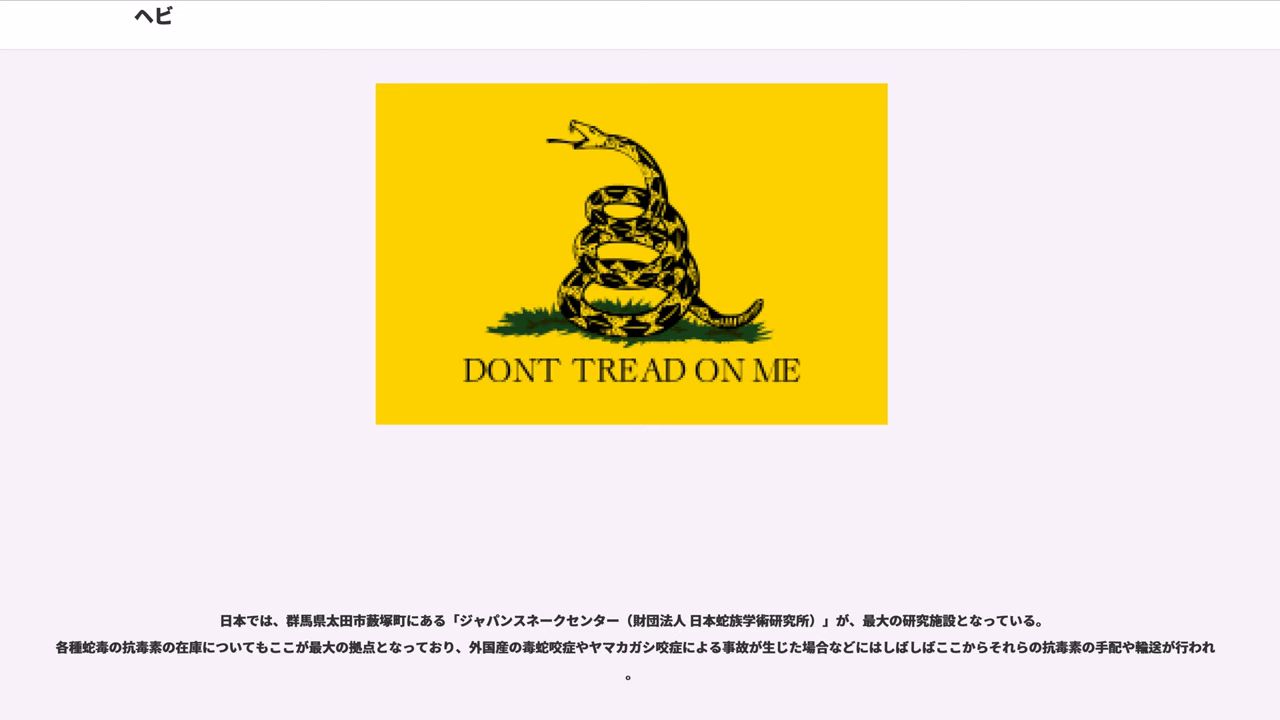 ヘビ
DONT TREAD ON ME
日本では、群馬県太田市藪塚町にある「ジャパンスネークセンター（財団法人 日本蛇族学術研究所）」が、最大の研究施設となっている。
各種蛇毒の抗毒素の在庫についてもここが最大の拠点となっており、外国産の毒蛇咬症やヤマカガシ咬症による事故が生じた場合などにはしばしばここからそれらの抗毒素の手配や輸送が行われ
。